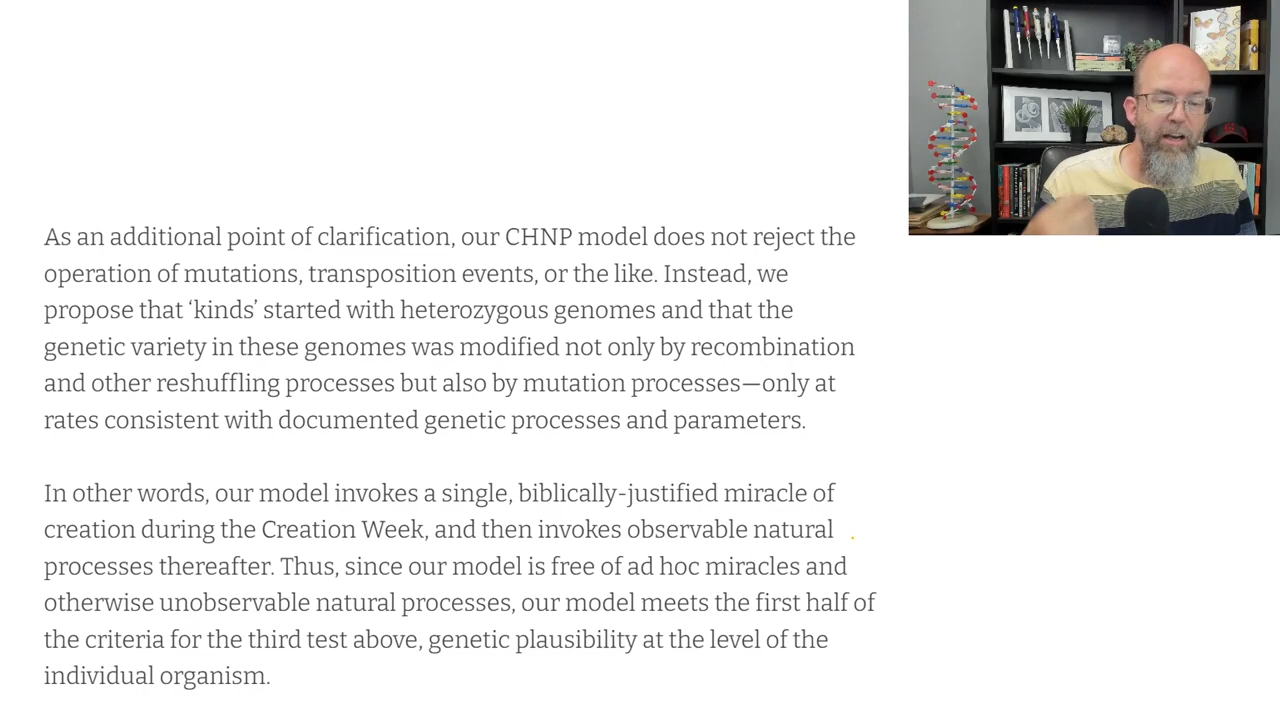 As an additional point of clarification, our CHNP model does not reject the
operation of mutations, transposition events, or the like. Instead, we
propose that ‘kinds’ started with heterozygous genomes and that the
genetic variety in these genomes was modified not only by recombination
and other reshuffling processes but also by mutation processes—only at
rates consistent with documented genetic processes and parameters.
In other words, our model invokes a single, biblically-justified miracle of
creation during the Creation Week, and then invokes observable natural
processes thereafter. Thus, since our model is free of ad hoc miracles and
otherwise unobservable natural processes, our model meets the first half of
the criteria for the third test above, genetic plausibility at the level of the
individual organism.